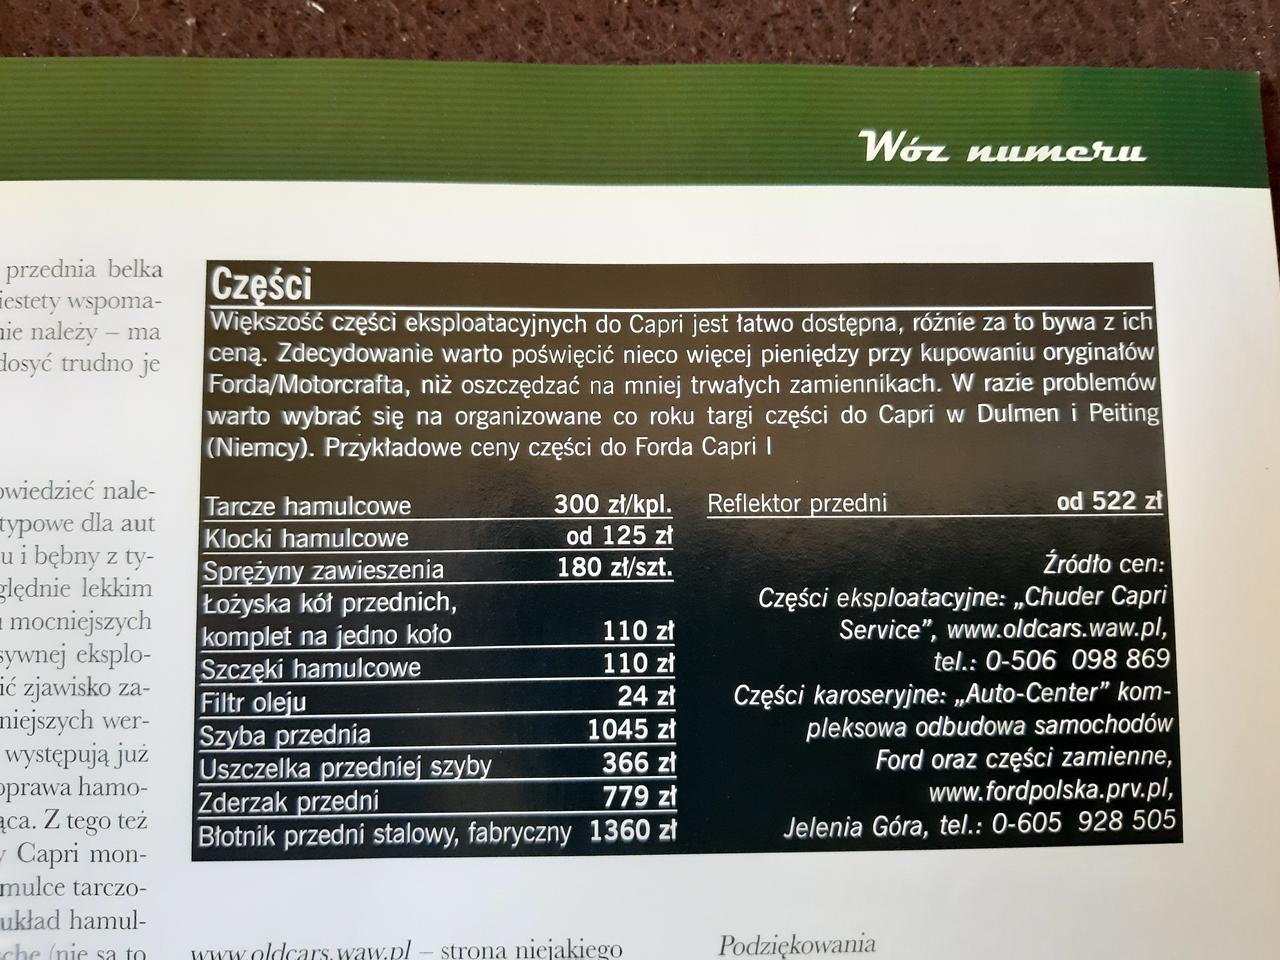 Wóz numeru
przednia belka
iestety wspoma-
nie należy – ma
dosyć trudno je
owiedzieć nale-
typowe dla aut
u i bębny z ty-
ględnie lekkim
mocniejszych
sywnej eksplo-
ić zjawisko za-
niejszych wer-
występują już
oprawa hamo-
ąca. Z tego też
Capri mon-
mulce tarczo-
układ hamul-
sche (nie są to
Części
Większość części eksploatacyjnych do Capri jest łatwo dostępna, różnie za to bywa z ich
ceną. Zdecydowanie warto poświęcić nieco więcej pieniędzy przy kupowaniu oryginałów
Forda/Motorcrafta, niż oszczędzać na mniej trwałych zamiennikach. W razie problemów
warto wybrać się na organizowane co roku targi części do Capri w Dulmen i Peiting
(Niemcy). Przykładowe ceny części do Forda Capri I
Tarcze hamulcowe 300 zł/kpl.
Klocki hamulcowe od 125 zł
Sprężyny zawieszenia 180 zł/szt.
Łożyska kół przednich,
komplet na jedno koło 110 zł
Szczęki hamulcowe 110 zł
Filtr oleju 24 zł
Szyba przednia 1045 zł
Uszczelka przedniej szyby 366 zł
Zderzak przedni 779 zł
Błotnik przedni stalowy, fabryczny 1360 zł
Reflektor przedni od 522 zł
Źródło cen:
Części eksploatacyjne: „Chuder Capri
Service”, www.oldcars.waw.pl,
tel.: 0-506 098 869
Części karoseryjne: „Auto-Center” kom-
pleksowa odbudowa samochodów
Ford oraz części zamienne,
www.fordpolska.prv.pl,
Jelenia Góra, tel.: 0-605 928 505
www.oldcars.waw.pl – strona niejakiego
Podziękowania